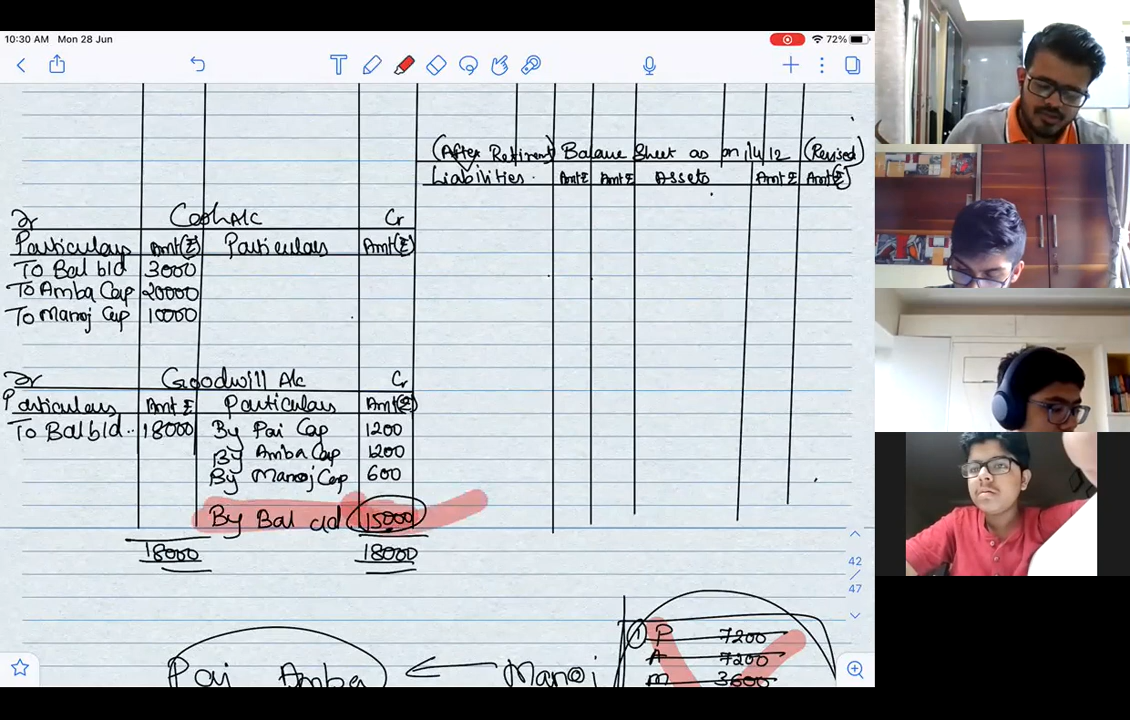 10:30 AM Mon 28 Jun
72%
(After Retirement) Balance Sheet as on 1/4/12 (Revised)
Liabilities. Amt ₹ Amt ₹ Assets Amt ₹ Amt(₹)
Dr Cash A/c Cr
Particulars Amt(₹) Particulars Amt(₹)
To Bal b/d 3000
To Amba Cap 20000
To Manoj Cap 10000
Dr Goodwill A/c Cr
Particulars Amt ₹ Particulars Amt(₹)
To Bal b/d.. 18000 By Pai Cap 1200
By Amba Cap 1200
By Manoj Cap 600
By Bal c/d 15000
18000 18000
42
/
47
① P 7200
A 7200
M 3600
Pai Amba ← Manoj